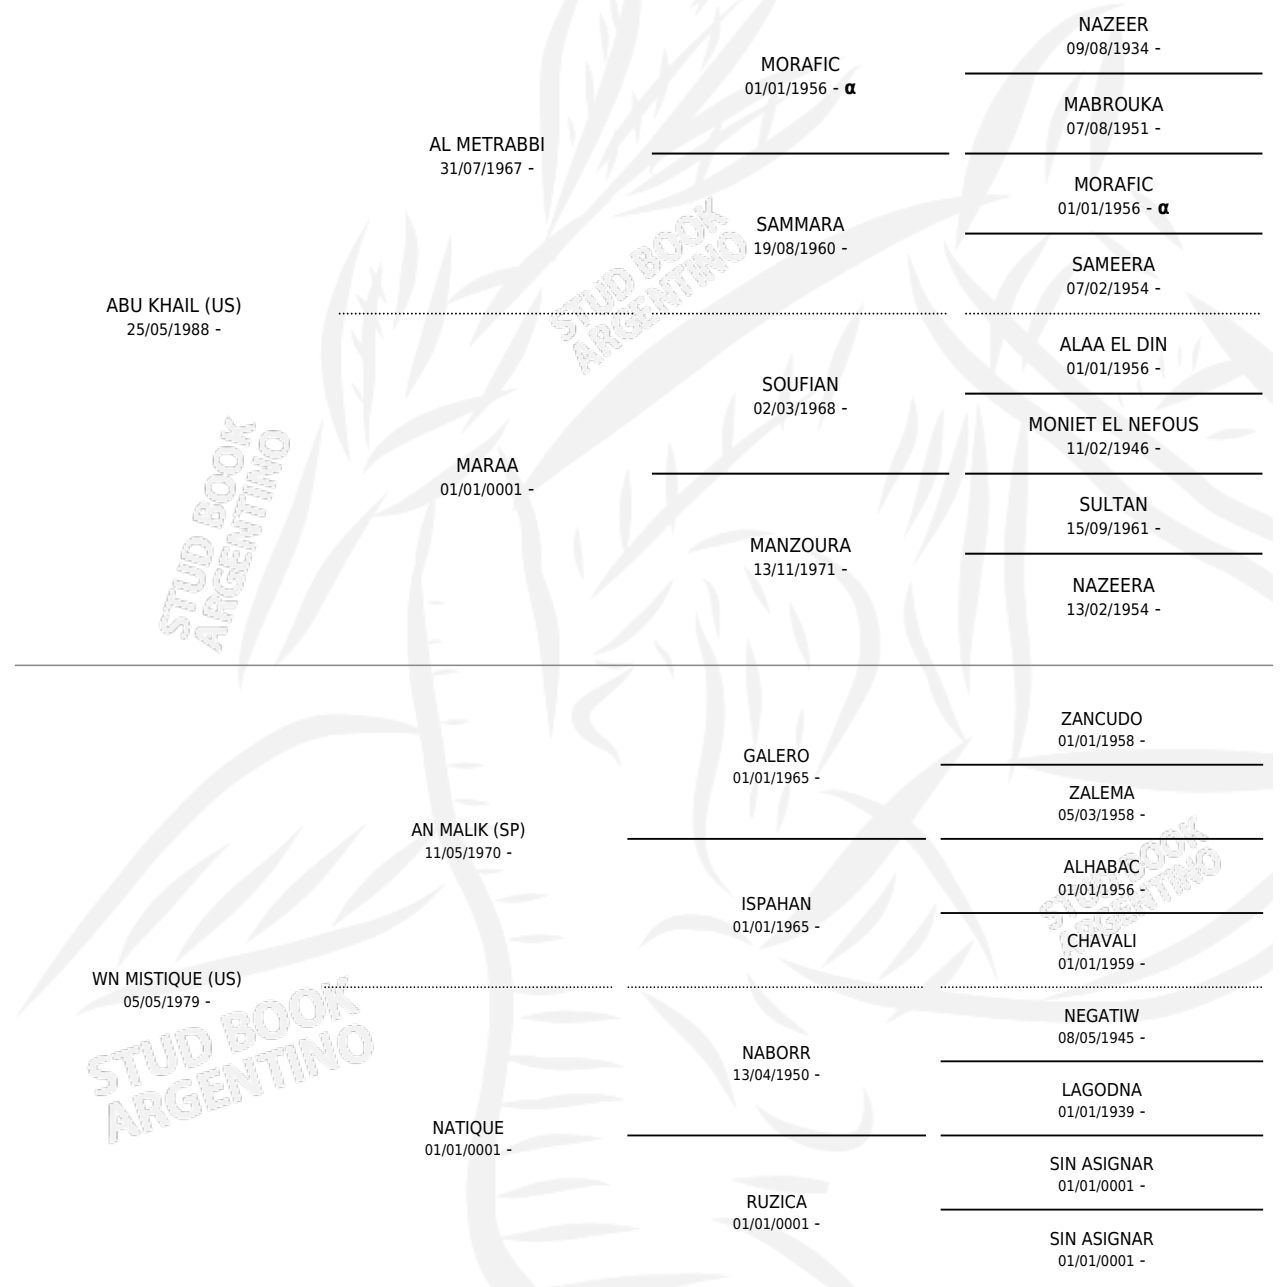 NAZEER
09/08/1934 -
MORAFIC
01/01/1956 - α
MABROUKA
07/08/1951 -
AL METRABBI
31/07/1967 -
MORAFIC
01/01/1956 - α
SAMMARA
19/08/1960 -
SAMEERA
07/02/1954 -
ABU KHAIL (US)
25/05/1988 -
ALAA EL DIN
01/01/1956 -
SOUFIAN
02/03/1968 -
MONIET EL NEFOUS
11/02/1946 -
MARAA
01/01/0001 -
SULTAN
15/09/1961 -
MANZOURA
13/11/1971 -
NAZEERA
13/02/1954 -
ZANCUDO
01/01/1958 -
GALERO
01/01/1965 -
ZALEMA
05/03/1958 -
AN MALIK (SP)
11/05/1970 -
ALHABAC
01/01/1956 -
ISPAHAN
01/01/1965 -
CHAVALI
01/01/1959 -
WN MISTIQUE (US)
05/05/1979 -
NEGATIW
08/05/1945 -
NABORR
13/04/1950 -
LAGODNA
01/01/1939 -
NATIQUE
01/01/0001 -
SIN ASIGNAR
01/01/0001 -
RUZICA
01/01/0001 -
SIN ASIGNAR
01/01/0001 -
STUD BOOK
ARGENTINO
STUD BOOK
ARGENTINO
STUD BOOK
ARGENTINO
STUD BOOK
ARGENTINO